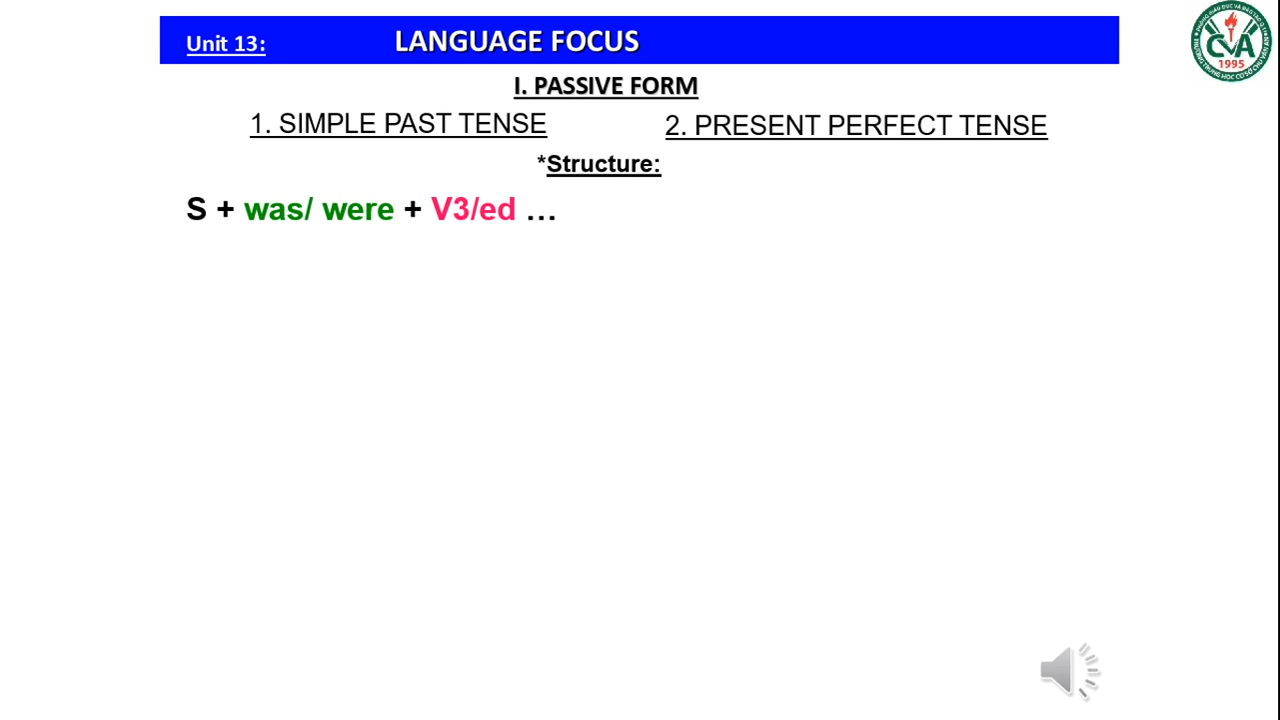 Unit 13: LANGUAGE FOCUS
I. PASSIVE FORM
1. SIMPLE PAST TENSE 2. PRESENT PERFECT TENSE
*Structure:
S + was/ were + V3/ed …
CVA
1995